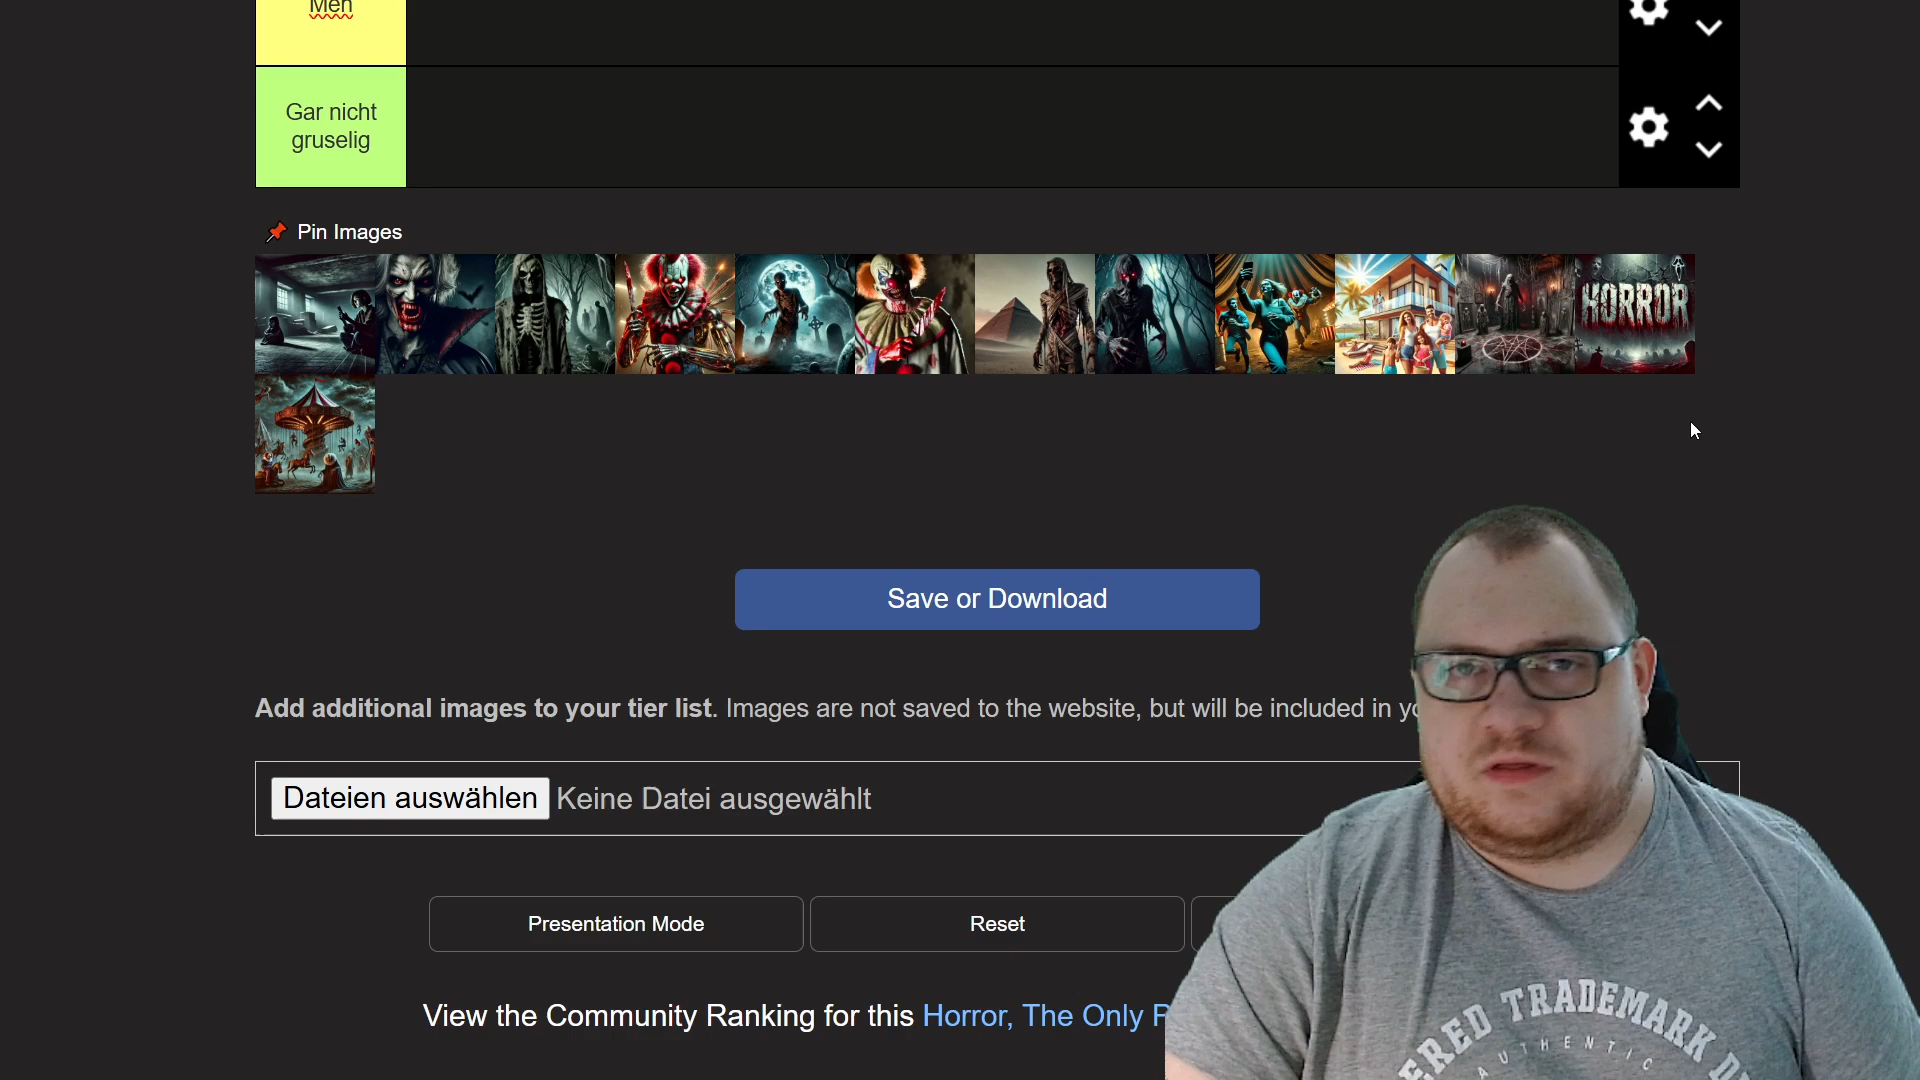 Meh
Gar nicht
gruselig
Pin Images
HORROR
Save or Download
Add additional images to your tier list. Images are not saved to the website, but will be included in
Dateien auswählen Keine Datei ausgewählt
Presentation Mode
Reset
View the Community Ranking for this Horror, The Only
TRADEMARK
AUTHENTIC